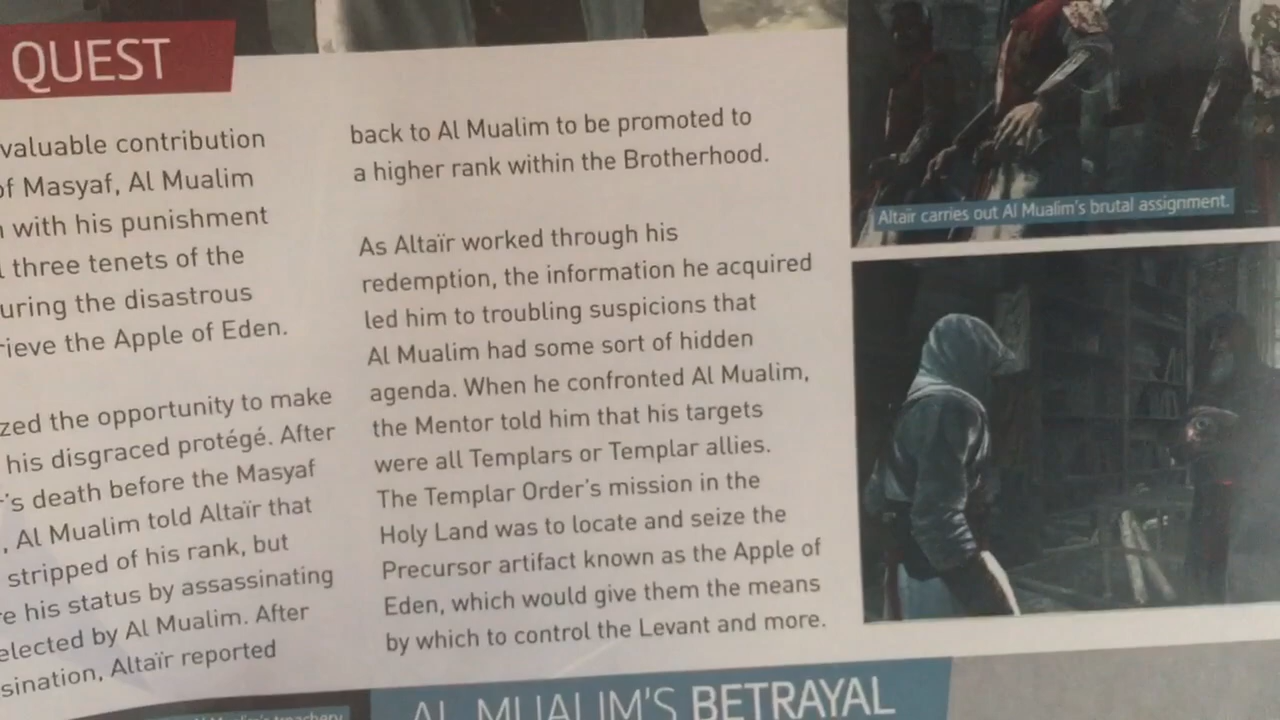 QUEST
valuable contribution
of Masyaf, Al Mualim
with his punishment
three tenets of the
uring the disastrous
rieve the Apple of Eden.
zed the opportunity to make
his disgraced protégé. After
's death before the Masyaf
, Al Mualim told Altaïr that
stripped of his rank, but
re his status by assassinating
elected by Al Mualim. After
sination, Altaïr reported
back to Al Mualim to be promoted to
a higher rank within the Brotherhood.
As Altaïr worked through his
redemption, the information he acquired
led him to troubling suspicions that
Al Mualim had some sort of hidden
agenda. When he confronted Al Mualim,
the Mentor told him that his targets
were all Templars or Templar allies.
The Templar Order's mission in the
Holy Land was to locate and seize the
Precursor artifact known as the Apple of
Eden, which would give them the means
by which to control the Levant and more.
Altaïr carries out Al Mualim's brutal assignment.
AL MUALIM'S BETRAYAL